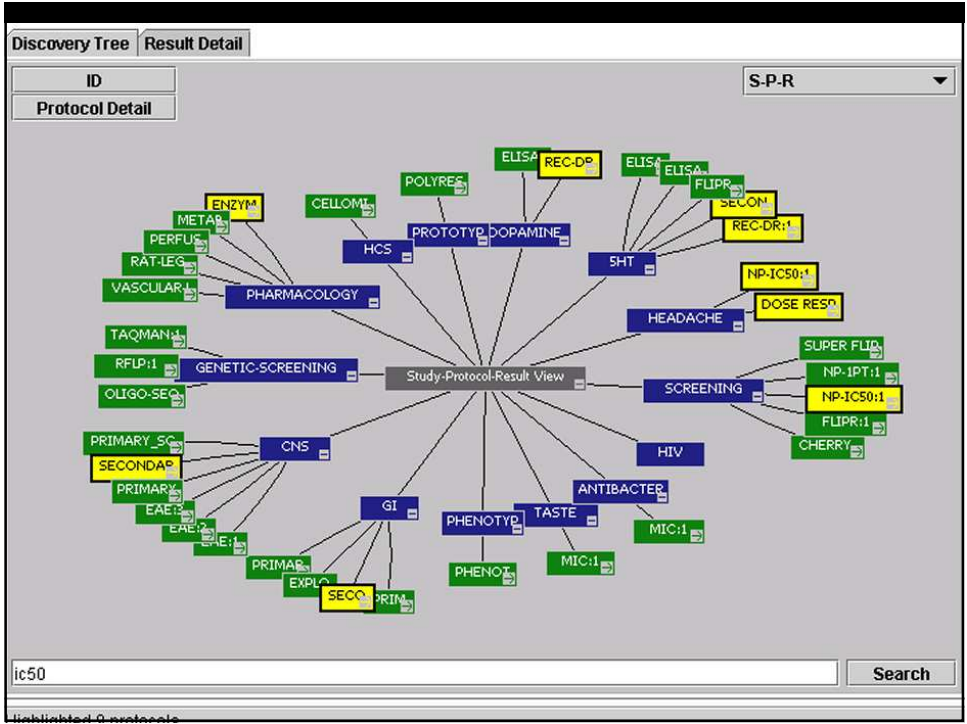 Discovery Tree Result Detail
ID
S-P-R
Protocol Detail
ELISA REC-DR
ELISA
ELISA
FLIPR
POLYRES
SECON
ENZYM
CELLOMI
METAB
REC-DR:1
PERFUS
PROTOTYP DOPAMINE
HCS
RAT-LEG
5HT
NP-IC50:1
VASCULAR
PHARMACOLOGY
DOSE RESP
HEADACHE
TAQMAN:1
SUPER FLIP
RFLP:1
GENETIC-SCREENING
Study-Protocol-Result View
NP-1PT:1
SCREENING
OLIGO-SEQ
NP-IC50:1
FLIPR:1
PRIMARY_SC
CNS
CHERRY
HIV
SECONDAR
PRIMARY
ANTIBACTER
EAE:3
GI
TASTE
PHENOTYP
EAE:2
MIC:1
EAE:1
PRIMAR
MIC:1
PHENOT
EXPLO
SECO
PRIM
ic50
Search
Highlighted 9 protocols